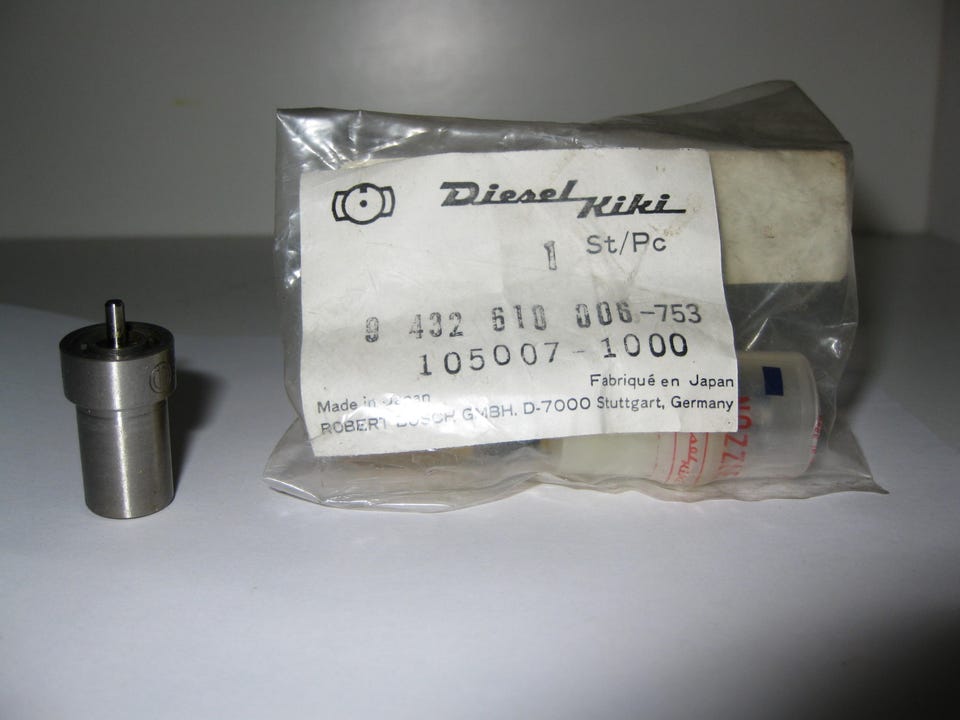 Diesel Kiki
1 St/Pc
9 432 610 006-753
105007-1000
Fabriqué en Japan
Made in Japan
ROBERT BOSCH GMBH. D-7000 Stuttgart, Germany